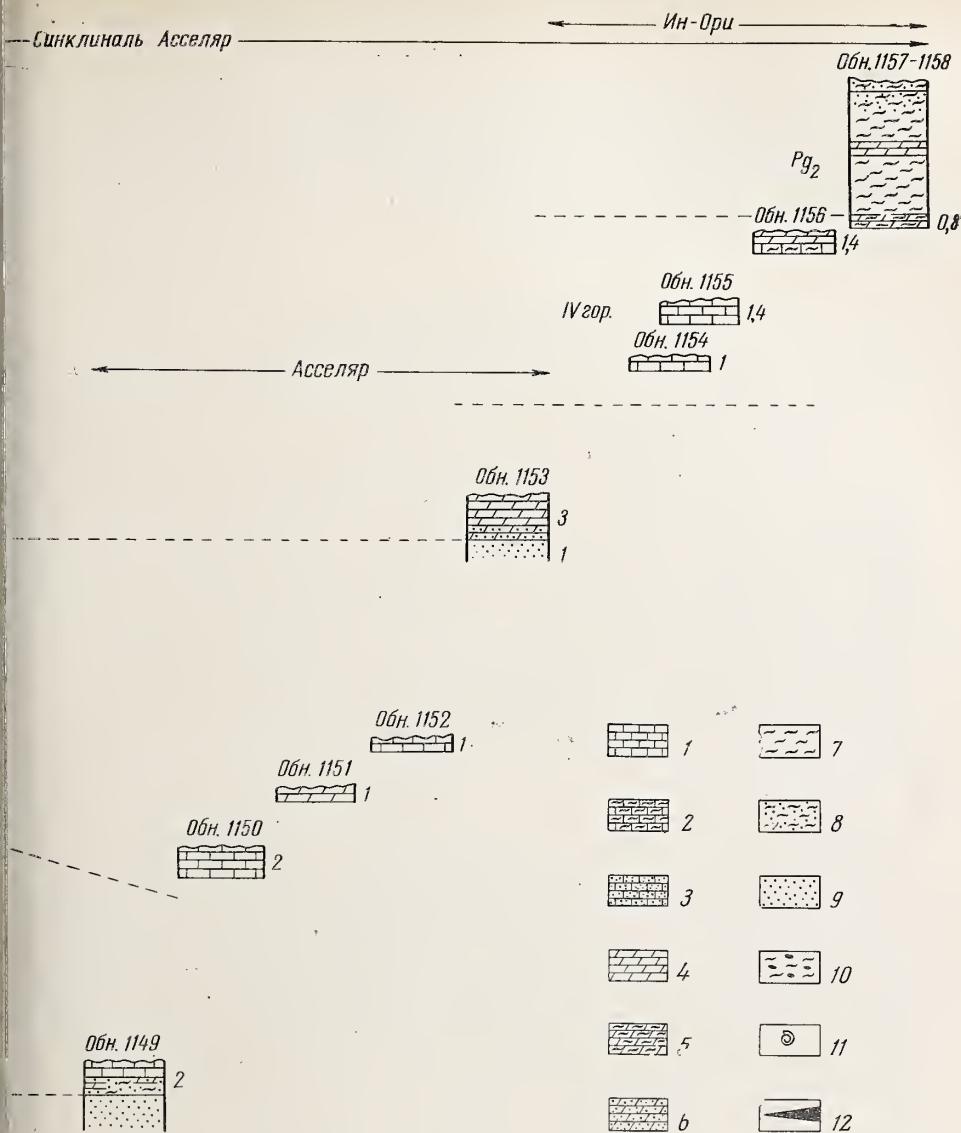 Ин-Ори
Синклиналь Асселяр
Обн. 1157-1158
Pg₂
Обн. 1156
0,8
1,4
Обн. 1155
IV гор.
1,4
Обн. 1154
1
Асселяр
Обн. 1153
3
1
Обн. 1152
1
Обн. 1151
1
Обн. 1150
2
Обн. 1149
2
1
7
2
8
3
9
4
10
5
11
6
12